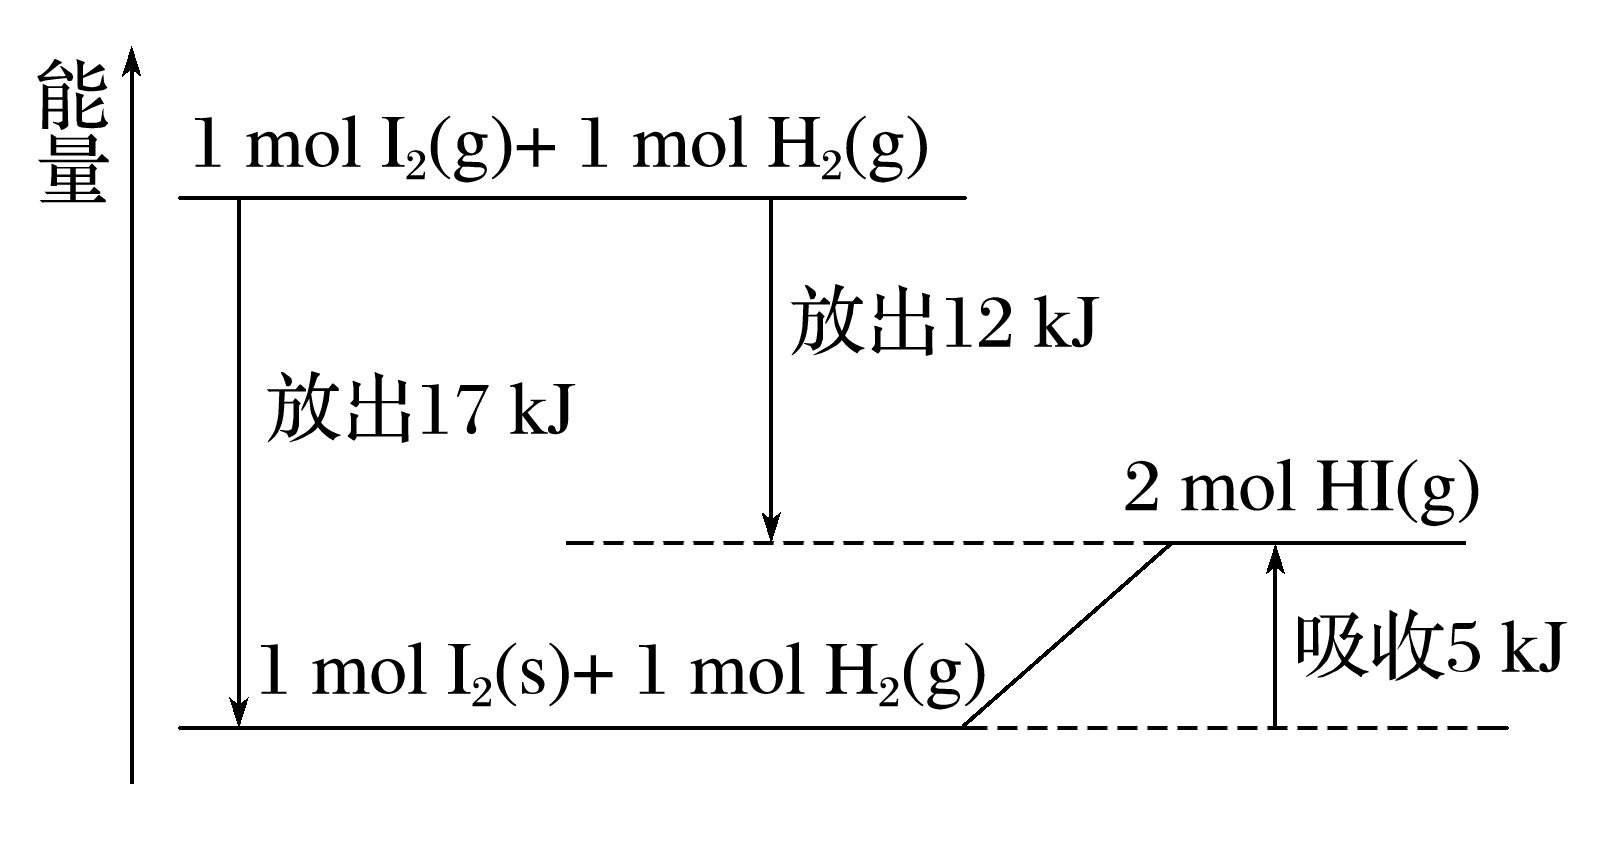 能量
1 mol I₂(g)+ 1 mol H₂(g)
放出12 kJ
放出17 kJ
2 mol HI(g)
吸收5 kJ
1 mol I₂(s)+ 1 mol H₂(g)